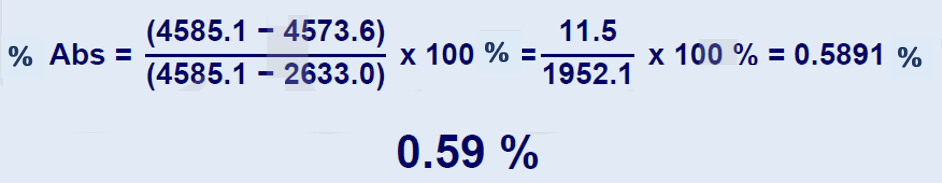 % Abs = (4585.1 − 4573.6) / (4585.1 − 2633.0) x 100 % = 11.5 / 1952.1 x 100 % = 0.5891 %
0.59 %